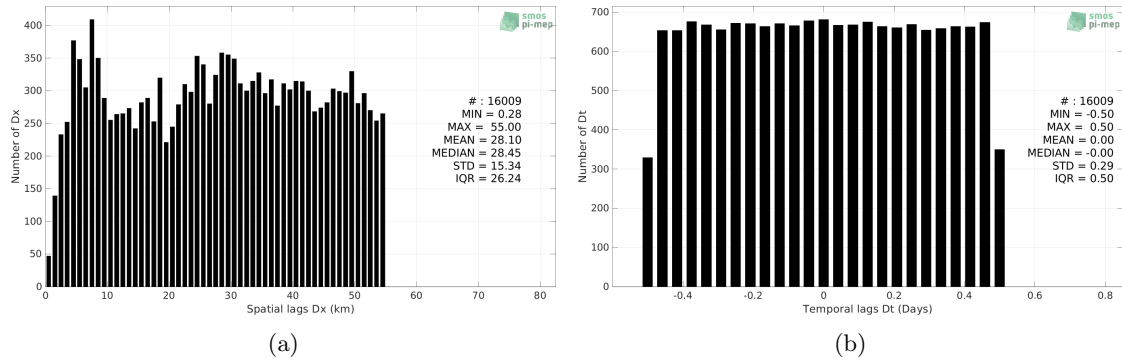 400
350
300
250
200
150
100
50
0
Number of Dx
0 10 20 30 40 50 60 70 80
Spatial lags Dx (km)
smos
pi-mep
# : 16009
MIN = 0.28
MAX = 55.00
MEAN = 28.10
MEDIAN = 28.45
STD = 15.34
IQR = 26.24
(a)
700
600
500
400
300
200
100
0
Number of Dt
-0.4 -0.2 0 0.2 0.4 0.6 0.8
Temporal lags Dt (Days)
smos
pi-mep
# : 16009
MIN = -0.50
MAX = 0.50
MEAN = 0.00
MEDIAN = -0.00
STD = 0.29
IQR = 0.50
(b)